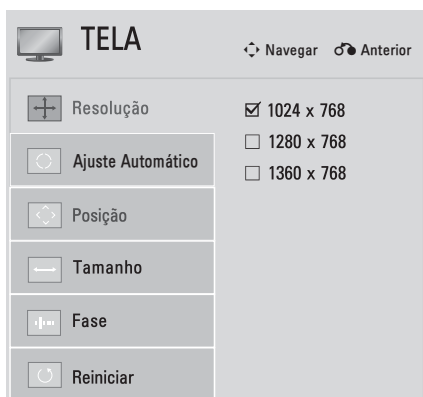 TELA
Navegar Anterior
Resolução
Ajuste Automático
Posição
Tamanho
Fase
Reiniciar
1024 x 768
1280 x 768
1360 x 768